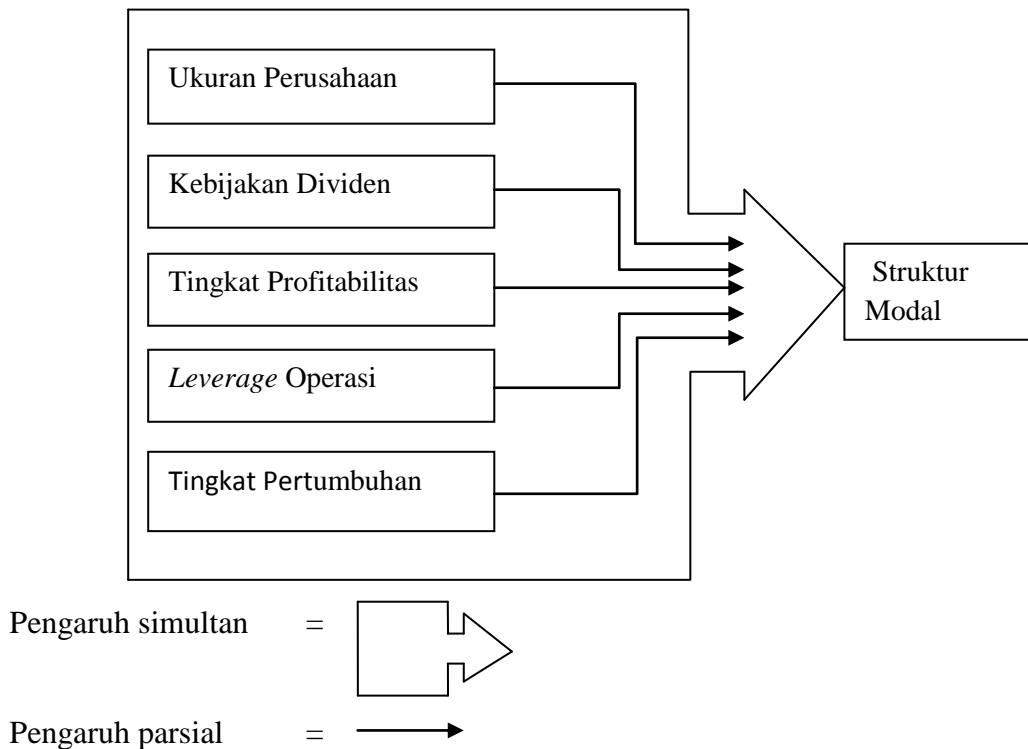 Ukuran Perusahaan
Kebijakan Dividen
Tingkat Profitabilitas
Leverage Operasi
Tingkat Pertumbuhan
Struktur
Modal
Pengaruh simultan =
Pengaruh parsial =